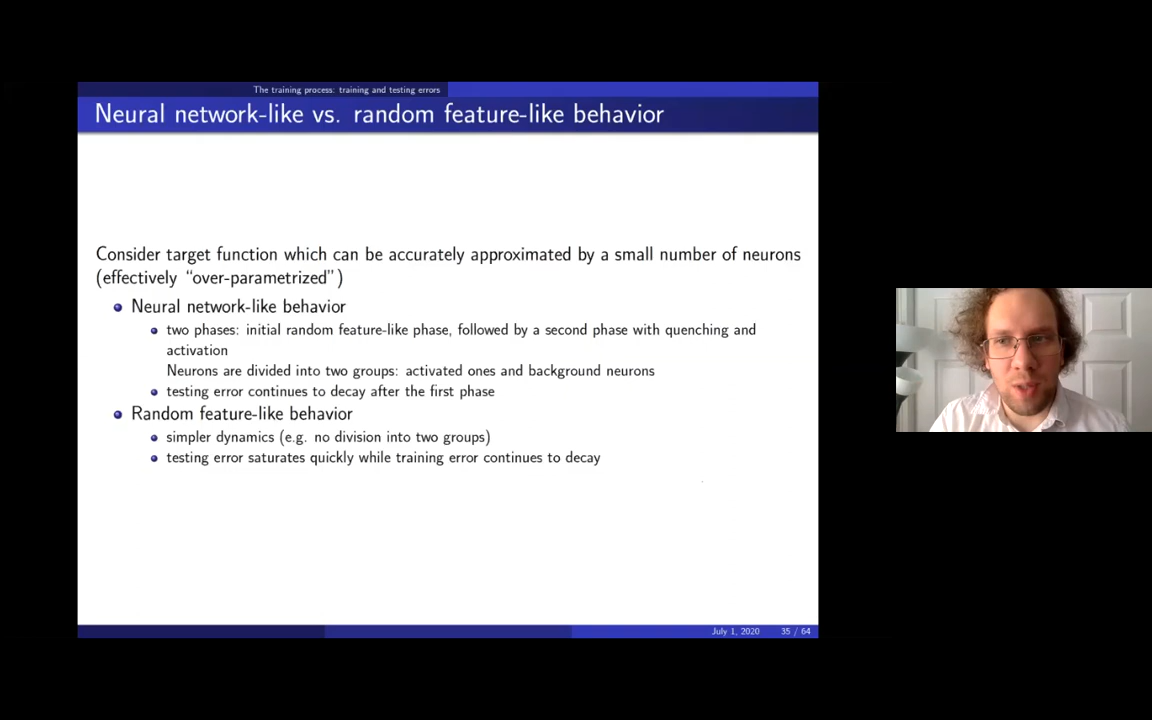 The training process: training and testing errors
Neural network-like vs. random feature-like behavior
Consider target function which can be accurately approximated by a small number of neurons
(effectively “over-parametrized”)
Neural network-like behavior
two phases: initial random feature-like phase, followed by a second phase with quenching and
activation
Neurons are divided into two groups: activated ones and background neurons
testing error continues to decay after the first phase
Random feature-like behavior
simpler dynamics (e.g. no division into two groups)
testing error saturates quickly while training error continues to decay
July 1, 2020 35 / 64